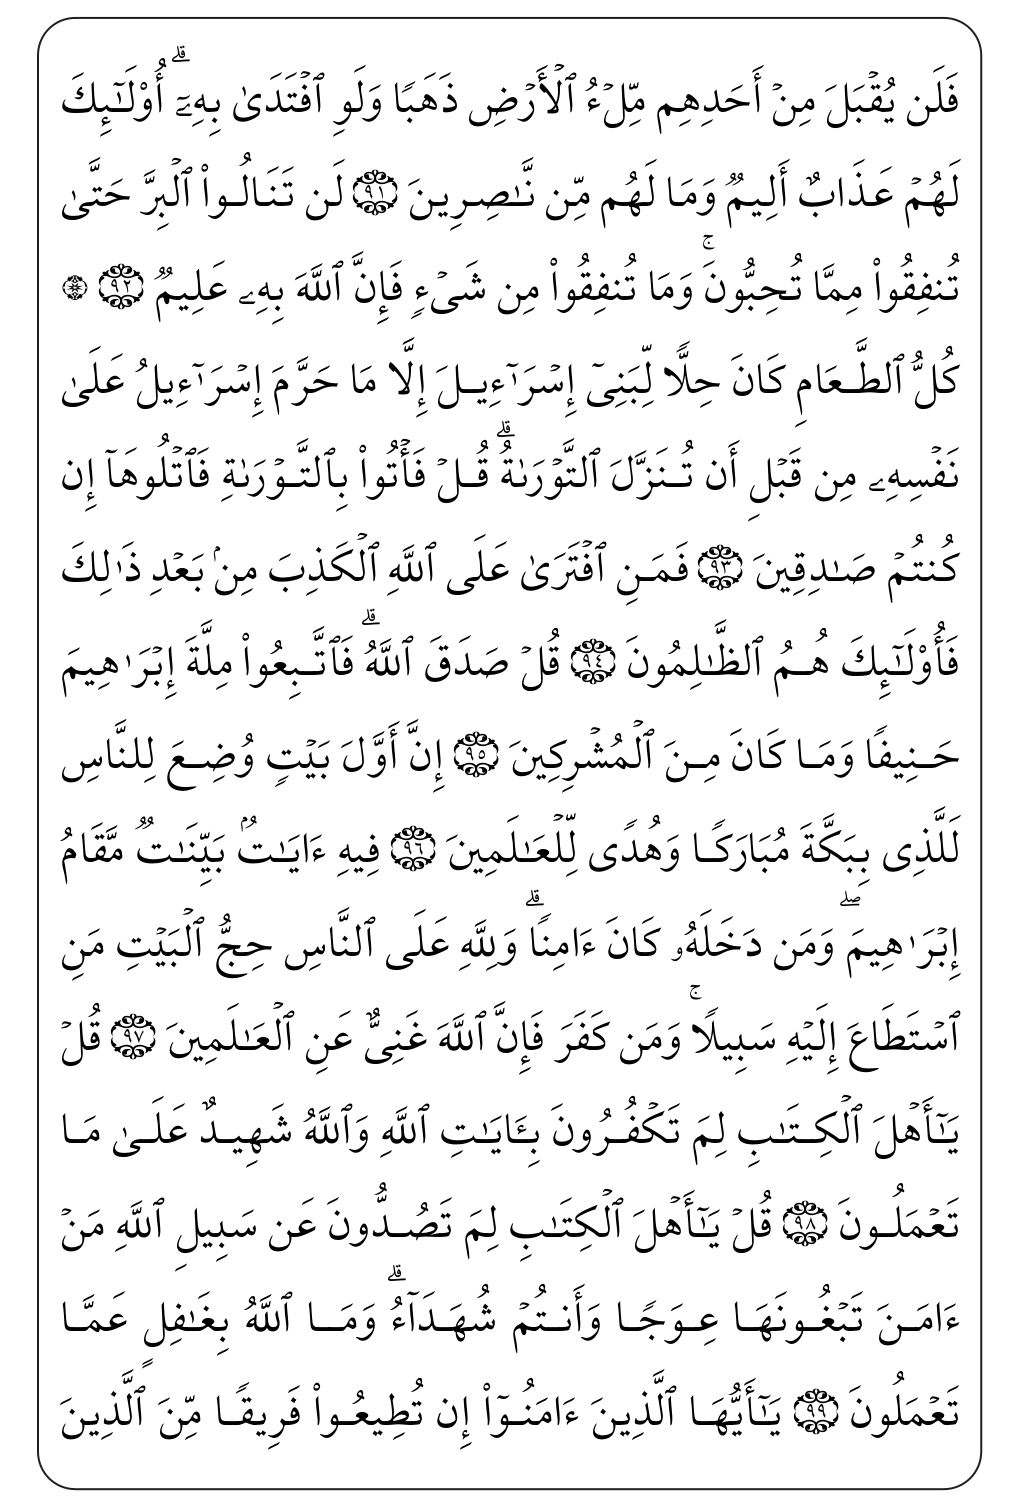 فَلَن يُقۡبَلَ مِنۡ أَحَدِهِم مِّلۡءُ ٱلۡأَرۡضِ ذَهَبًا وَلَوِ ٱفۡتَدَىٰ بِهِۦٓۗ أُوْلَـٰٓئِكَ
لَهُمۡ عَذَابٌ أَلِيمٌ وَمَا لَهُم مِّن نَّـٰصِرِينَ ﴿٩١﴾ لَن تَنَالُواْ ٱلۡبِرَّ حَتَّىٰ
تُنفِقُواْ مِمَّا تُحِبُّونَۚ وَمَا تُنفِقُواْ مِن شَىۡءٍ فَإِنَّ ٱللَّهَ بِهِۦ عَلِيمٌ ﴿٩٢﴾ ۞
كُلُّ ٱلطَّعَامِ كَانَ حِلًّا لِّبَنِىٓ إِسۡرَٰٓءِيلَ إِلَّا مَا حَرَّمَ إِسۡرَٰٓءِيلُ عَلَىٰ
نَفۡسِهِۦ مِن قَبۡلِ أَن تُنَزَّلَ ٱلتَّوۡرَىٰةُۗ قُلۡ فَأۡتُواْ بِٱلتَّوۡرَىٰةِ فَٱتۡلُوهَآ إِن
كُنتُمۡ صَـٰدِقِينَ ﴿٩٣﴾ فَمَنِ ٱفۡتَرَىٰ عَلَى ٱللَّهِ ٱلۡكَذِبَ مِنۢ بَعۡدِ ذَٰلِكَ
فَأُوْلَـٰٓئِكَ هُمُ ٱلظَّـٰلِمُونَ ﴿٩٤﴾ قُلۡ صَدَقَ ٱللَّهُۗ فَٱتَّبِعُواْ مِلَّةَ إِبۡرَٰهِيمَ
حَنِيفًا وَمَا كَانَ مِنَ ٱلۡمُشۡرِكِينَ ﴿٩٥﴾ إِنَّ أَوَّلَ بَيۡتٍ وُضِعَ لِلنَّاسِ
لَلَّذِى بِبَكَّةَ مُبَارَكًا وَهُدًى لِّلۡعَـٰلَمِينَ ﴿٩٦﴾ فِيهِ ءَايَـٰتُۢ بَيِّنَـٰتٌ مَّقَامُ
إِبۡرَٰهِيمَۖ وَمَن دَخَلَهُۥ كَانَ ءَامِنًاۗ وَلِلَّهِ عَلَى ٱلنَّاسِ حِجُّ ٱلۡبَيۡتِ مَنِ
ٱسۡتَطَاعَ إِلَيۡهِ سَبِيلًاۚ وَمَن كَفَرَ فَإِنَّ ٱللَّهَ غَنِىٌّ عَنِ ٱلۡعَـٰلَمِينَ ﴿٩٧﴾ قُلۡ
يَـٰٓأَهۡلَ ٱلۡكِتَـٰبِ لِمَ تَكۡفُرُونَ بِـَٔايَـٰتِ ٱللَّهِ وَٱللَّهُ شَهِيدٌ عَلَىٰ مَا
تَعۡمَلُونَ ﴿٩٨﴾ قُلۡ يَـٰٓأَهۡلَ ٱلۡكِتَـٰبِ لِمَ تَصُدُّونَ عَن سَبِيلِ ٱللَّهِ مَنۡ
ءَامَنَ تَبۡغُونَهَا عِوَجًا وَأَنتُمۡ شُهَدَآءُۗ وَمَا ٱللَّهُ بِغَـٰفِلٍ عَمَّا
تَعۡمَلُونَ ﴿٩٩﴾ يَـٰٓأَيُّهَا ٱلَّذِينَ ءَامَنُوٓاْ إِن تُطِيعُواْ فَرِيقًا مِّنَ ٱلَّذِينَ